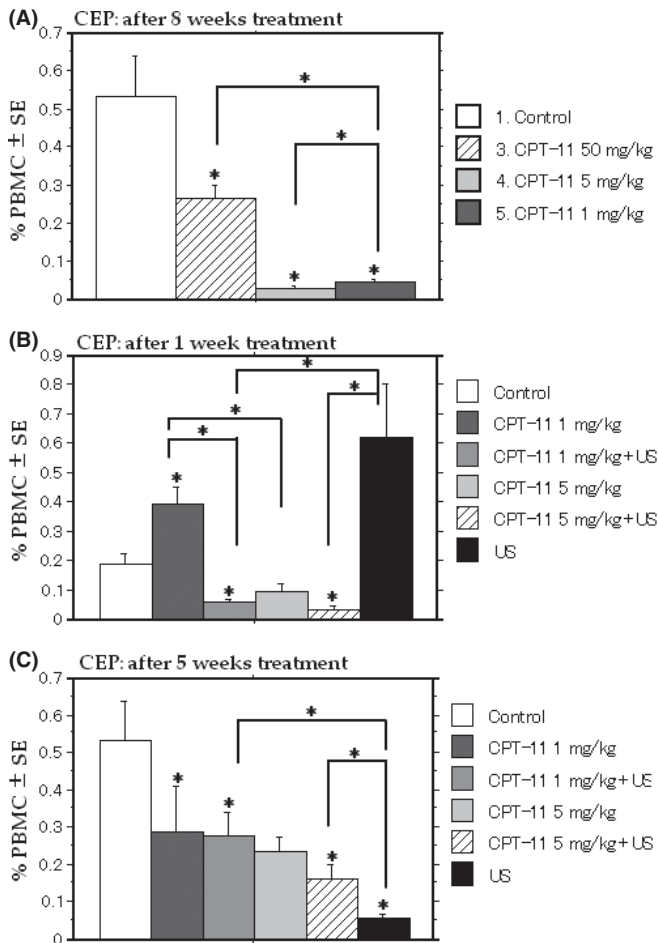 (A) CEP: after 8 weeks treatment
0.7
0.6
0.5
0.4
0.3
0.2
0.1
0
% PBMC ± SE
*
*
*
*
*
1. Control
3. CPT-11 50 mg/kg
4. CPT-11 5 mg/kg
5. CPT-11 1 mg/kg
(B) CEP: after 1 week treatment
0.9
0.8
0.7
0.6
0.5
0.4
0.3
0.2
0.1
0
% PBMC ± SE
*
*
*
*
*
*
*
Control
CPT-11 1 mg/kg
CPT-11 1 mg/kg+US
CPT-11 5 mg/kg
CPT-11 5 mg/kg+US
US
(C) CEP: after 5 weeks treatment
0.7
0.6
0.5
0.4
0.3
0.2
0.1
0
% PBMC ± SE
*
*
*
*
*
*
Control
CPT-11 1 mg/kg
CPT-11 1 mg/kg+US
CPT-11 5 mg/kg
CPT-11 5 mg/kg+US
US